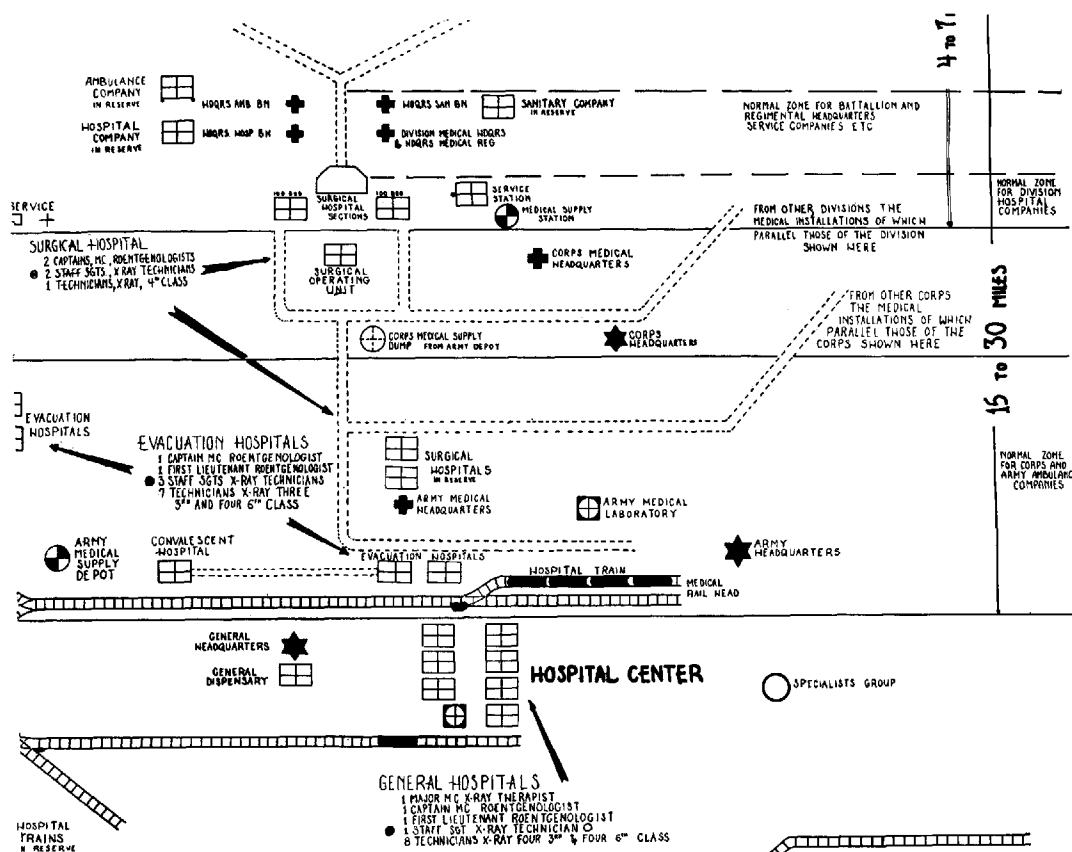 4 TO 7
AMBULANCE
COMPANY
IN RESERVE
HDQRS AMB BN
HDQRS SAN BN
SANITARY COMPANY
IN RESERVE
NORMAL ZONE FOR BATTALLION AND
REGIMENTAL HEADQUARTERS
SERVICE COMPANIES ETC
HOSPITAL
COMPANY
IN RESERVE
HDQRS HOSP BN
DIVISION MEDICAL HDQRS
& HDQRS MEDICAL REG
SURGICAL
HOSPITAL
SECTIONS
SERVICE
STATION
MEDICAL SUPPLY
STATION
NORMAL ZONE
FOR DIVISION
HOSPITAL
COMPANIES
SERVICE
FROM OTHER DIVISIONS THE
MEDICAL INSTALLATIONS OF WHICH
PARALLEL THOSE OF THE DIVISION
SHOWN HERE
SURGICAL HOSPITAL
2 CAPTAINS, MC, ROENTGENOLOGISTS
2 STAFF SGTS, X-RAY TECHNICIANS
1 TECHNICIANS, XRAY, 4TH CLASS
SURGICAL
OPERATING
UNIT
CORPS MEDICAL
HEADQUARTERS
FROM OTHER CORPS
THE MEDICAL
INSTALLATIONS OF WHICH
PARALLEL THOSE OF THE
CORPS SHOWN HERE
15 TO 30 MILES
CORPS MEDICAL SUPPLY
DUMP FROM ARMY DEPOT
CORPS
HEADQUARTERS
EVACUATION
HOSPITALS
EVACUATION HOSPITALS
1 CAPTAIN MC ROENTGENOLOGIST
1 FIRST LIEUTENANT ROENTGENOLOGIST
3 STAFF SGTS X-RAY TECHNICIANS
7 TECHNICIANS X-RAY THREE
3RD AND FOUR 6TH CLASS
SURGICAL
HOSPITALS
IN RESERVE
NORMAL ZONE
FOR CORPS AND
ARMY AMBULANCE
COMPANIES
ARMY MEDICAL
HEADQUARTERS
ARMY MEDICAL
LABORATORY
ARMY
MEDICAL
SUPPLY
DEPOT
CONVALESCENT
HOSPITAL
EVACUATION HOSPITALS
ARMY
HEADQUARTERS
HOSPITAL TRAIN
MEDICAL
RAIL HEAD
GENERAL
HEADQUARTERS
GENERAL
DISPENSARY
HOSPITAL CENTER
SPECIALISTS GROUP
GENERAL HOSPITALS
1 MAJOR MC X-RAY THERAPIST
1 CAPTAIN MC ROENTGENOLOGIST
1 FIRST LIEUTENANT ROENTGENOLOGIST
1 STAFF SGT X-RAY TECHNICIAN
8 TECHNICIANS X-RAY FOUR 3RD & FOUR 6TH CLASS
HOSPITAL
TRAINS
N RESERVE